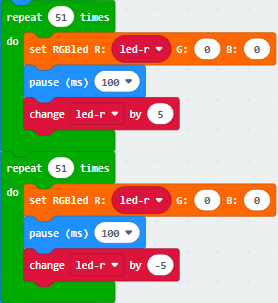 repeat 51 times
do set RGBled R: led-r G: 0 B: 0
pause (ms) 100
change led-r by 5
repeat 51 times
do set RGBled R: led-r G: 0 B: 0
pause (ms) 100
change led-r by -5